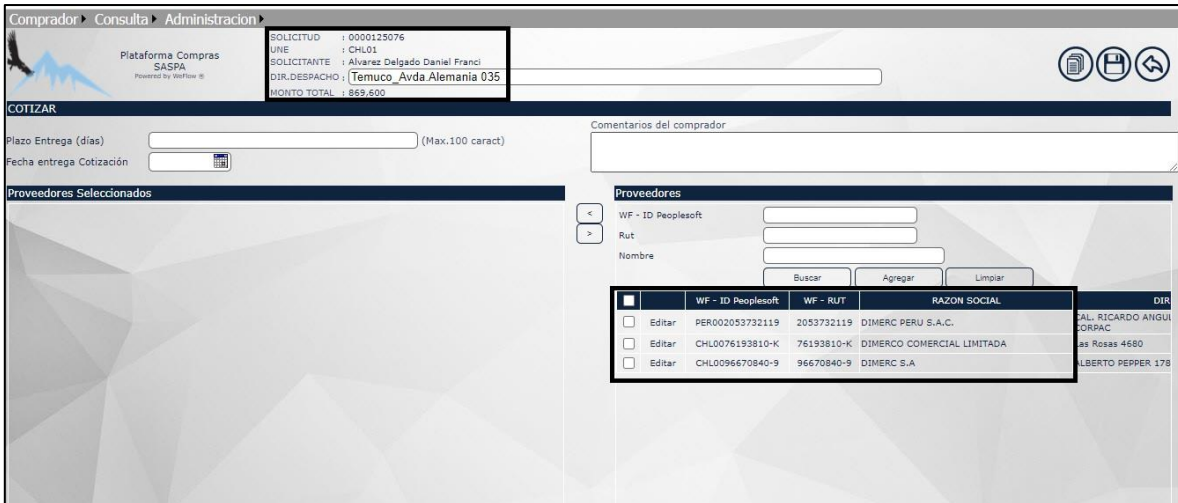 Comprador Consulta Administracion
Plataforma Compras
SASPA
Powered by WeFlow ®
SOLICITUD : 0000125076
UNE : CHL01
SOLICITANTE : Alvarez Delgado Daniel Franci
DIR.DESPACHO : Temuco_Avda.Alemania 035
MONTO TOTAL : 869,600
COTIZAR
Plazo Entrega (días) (Max.100 caract)
Fecha entrega Cotización
Comentarios del comprador
Proveedores Seleccionados
<
>
Proveedores
WF - ID Peoplesoft
Rut
Nombre
Buscar Agregar Limpiar
WF - ID Peoplesoft WF - RUT RAZON SOCIAL DIR
Editar PER002053732119 2053732119 DIMERC PERU S.A.C. CAL. RICARDO ANGUL
CORPAC
Editar CHL0076193810-K 76193810-K DIMERCO COMERCIAL LIMITADA Las Rosas 4680
Editar CHL0096670840-9 96670840-9 DIMERC S.A ALBERTO PEPPER 178